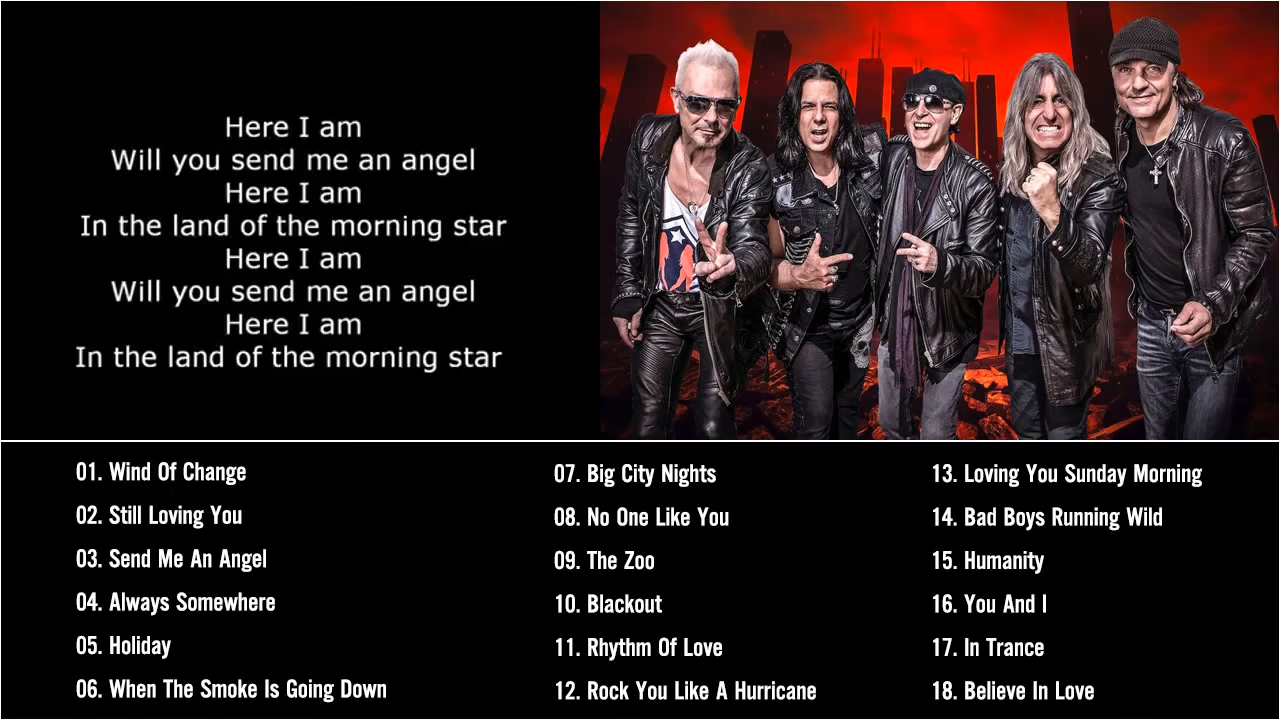 Here I am
Will you send me an angel
Here I am
In the land of the morning star
Here I am
Will you send me an angel
Here I am
In the land of the morning star
01. Wind Of Change
02. Still Loving You
03. Send Me An Angel
04. Always Somewhere
05. Holiday
06. When The Smoke Is Going Down
07. Big City Nights
08. No One Like You
09. The Zoo
10. Blackout
11. Rhythm Of Love
12. Rock You Like A Hurricane
13. Loving You Sunday Morning
14. Bad Boys Running Wild
15. Humanity
16. You And I
17. In Trance
18. Believe In Love